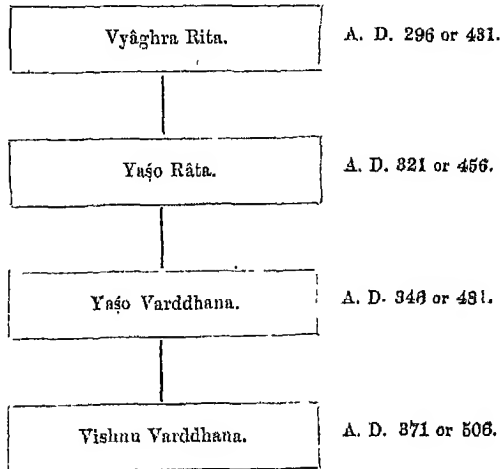 Vyâghra Rita. A. D. 296 or 431.
Yaśo Râta. A. D. 321 or 456.
Yaśo Varddhana. A. D. 346 or 481.
Vishnu Varddhana. A. D. 371 or 506.